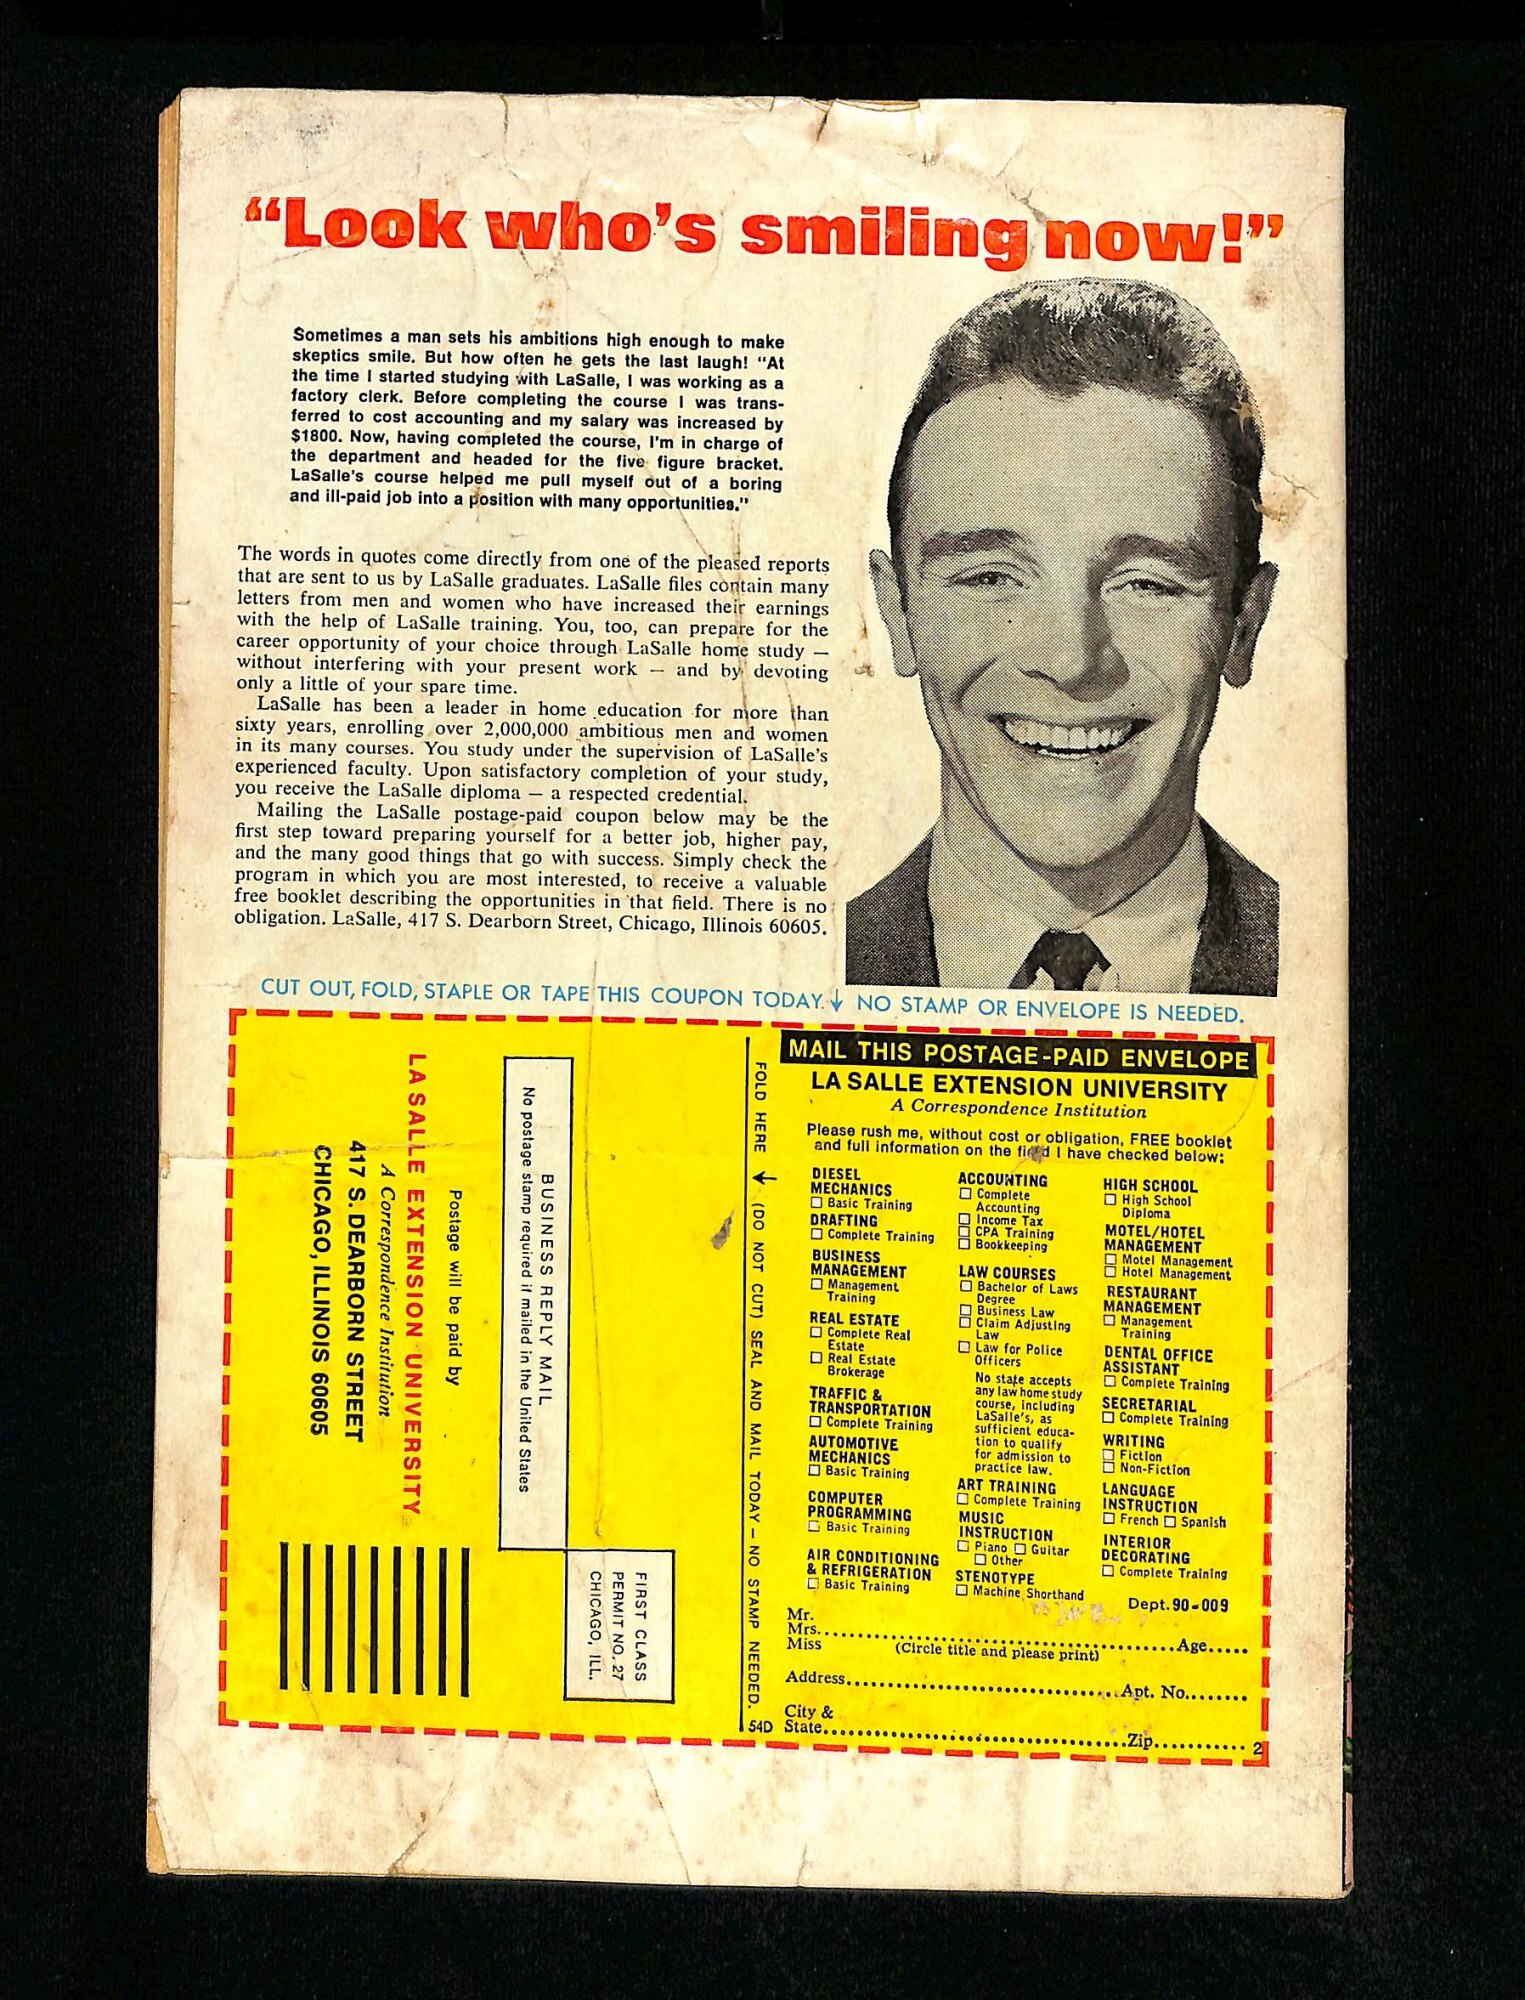 “Look who's smiling now!”
Sometimes a man sets his ambitions high enough to make
skeptics smile. But how often he gets the last laugh! “At
the time I started studying with LaSalle, I was working as a
factory clerk. Before completing the course I was trans-
ferred to cost accounting and my salary was increased by
$1800. Now, having completed the course, I'm in charge of
the department and headed for the five figure bracket.
LaSalle's course helped me pull myself out of a boring
and ill-paid job into a position with many opportunities."
The words in quotes come directly from one of the pleased reports
that are sent to us by LaSalle graduates. LaSalle files contain many
letters from men and women who have increased their earnings
with the help of LaSalle training. You, too, can prepare for the
career opportunity of your choice through LaSalle home study —
without interfering with your present work — and by devoting
only a little of your spare time.
LaSalle has been a leader in home education for more than
sixty years, enrolling over 2,000,000 ambitious men and women
in its many courses. You study under the supervision of LaSalle's
experienced faculty. Upon satisfactory completion of your study,
you receive the LaSalle diploma — a respected credential.
Mailing the LaSalle postage-paid coupon below may be the
first step toward preparing yourself for a better job, higher pay,
and the many good things that go with success. Simply check the
program in which you are most interested, to receive a valuable
free booklet describing the opportunities in that field. There is no
obligation. LaSalle, 417 S. Dearborn Street, Chicago, Illinois 60605.
CUT OUT, FOLD, STAPLE OR TAPE THIS COUPON TODAY. ↓ NO STAMP OR ENVELOPE IS NEEDED.
FIRST CLASS
PERMIT NO. 27
CHICAGO, ILL.
BUSINESS REPLY MAIL
No postage stamp required if mailed in the United States
Postage will be paid by
LA SALLE EXTENSION UNIVERSITY
A Correspondence Institution
417 S. DEARBORN STREET
CHICAGO, ILLINOIS 60605
FOLD HERE ↓ (DO NOT CUT) SEAL AND MAIL TODAY — NO STAMP NEEDED.
54D
MAIL THIS POSTAGE-PAID ENVELOPE
LA SALLE EXTENSION UNIVERSITY
A Correspondence Institution
Please rush me, without cost or obligation, FREE booklet
and full information on the field I have checked below:
DIESEL
MECHANICS
☐ Basic Training
DRAFTING
☐ Complete Training
BUSINESS
MANAGEMENT
☐ Management
Training
REAL ESTATE
☐ Complete Real
Estate
☐ Real Estate
Brokerage
TRAFFIC &
TRANSPORTATION
☐ Complete Training
AUTOMOTIVE
MECHANICS
☐ Basic Training
COMPUTER
PROGRAMMING
☐ Basic Training
AIR CONDITIONING
& REFRIGERATION
☐ Basic Training
ACCOUNTING
☐ Complete
Accounting
☐ Income Tax
☐ CPA Training
☐ Bookkeeping
LAW COURSES
☐ Bachelor of Laws
Degree
☐ Business Law
☐ Claim Adjusting
Law
☐ Law for Police
Officers
No state accepts
any law home study
course, including
LaSalle's, as
sufficient educa-
tion to qualify
for admission to
practice law.
ART TRAINING
☐ Complete Training
MUSIC
INSTRUCTION
☐ Piano ☐ Guitar
☐ Other
STENOTYPE
☐ Machine Shorthand
HIGH SCHOOL
☐ High School
Diploma
MOTEL/HOTEL
MANAGEMENT
☐ Motel Management
☐ Hotel Management
RESTAURANT
MANAGEMENT
☐ Management
Training
DENTAL OFFICE
ASSISTANT
☐ Complete Training
SECRETARIAL
☐ Complete Training
WRITING
☐ Fiction
☐ Non-Fiction
LANGUAGE
INSTRUCTION
☐ French ☐ Spanish
INTERIOR
DECORATING
☐ Complete Training
Dept. 90-009
Mr.
Mrs. ........ Age.....
Miss (Circle title and please print)
Address........ Apt. No........
City &
State........ Zip........... 2